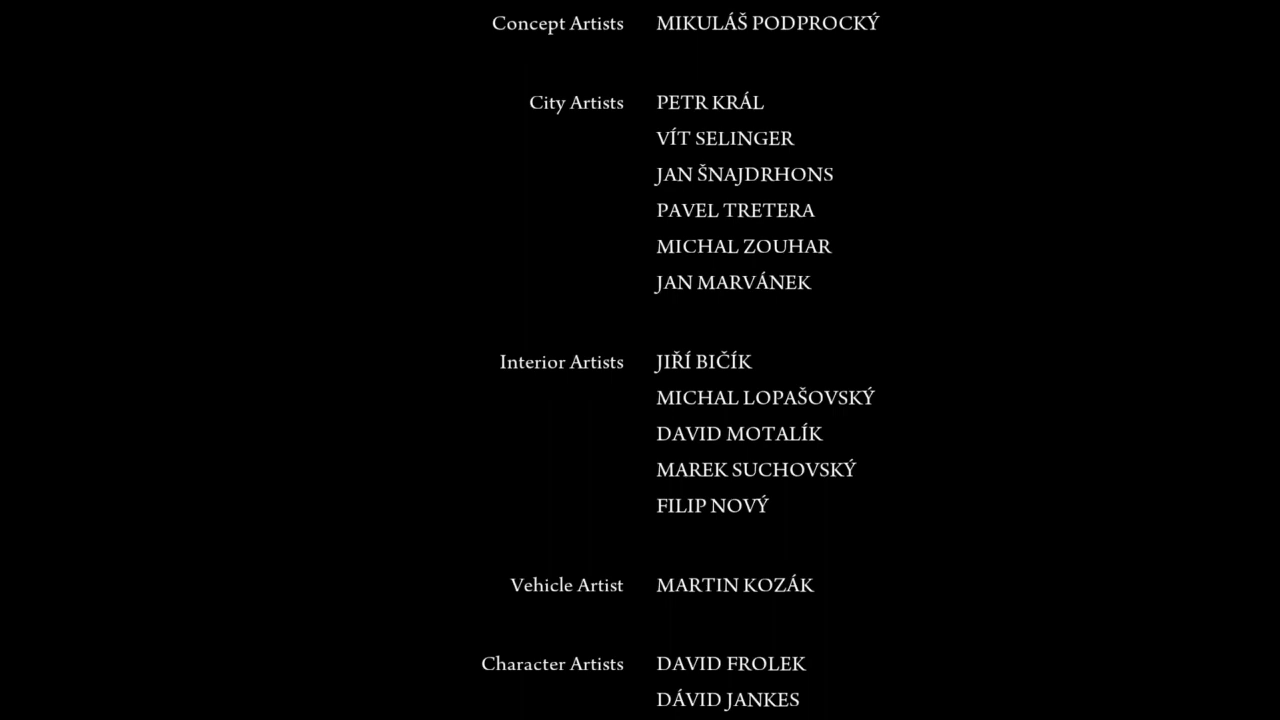 Concept Artists MIKULÁŠ PODPROCKÝ
City Artists PETR KRÁL
VÍT SELINGER
JAN ŠNAJDRHONS
PAVEL TRETERA
MICHAL ZOUHAR
JAN MARVÁNEK
Interior Artists JIŘÍ BIČÍK
MICHAL LOPAŠOVSKÝ
DAVID MOTALÍK
MAREK SUCHOVSKÝ
FILIP NOVÝ
Vehicle Artist MARTIN KOZÁK
Character Artists DAVID FROLEK
DÁVID JANKES